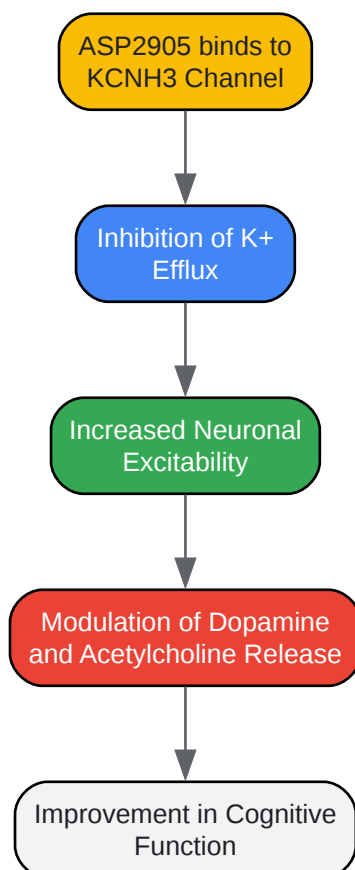 ASP2905 binds to
KCNH3 Channel
Inhibition of K+
Efflux
Increased Neuronal
Excitability
Modulation of Dopamine
and Acetylcholine Release
Improvement in Cognitive
Function